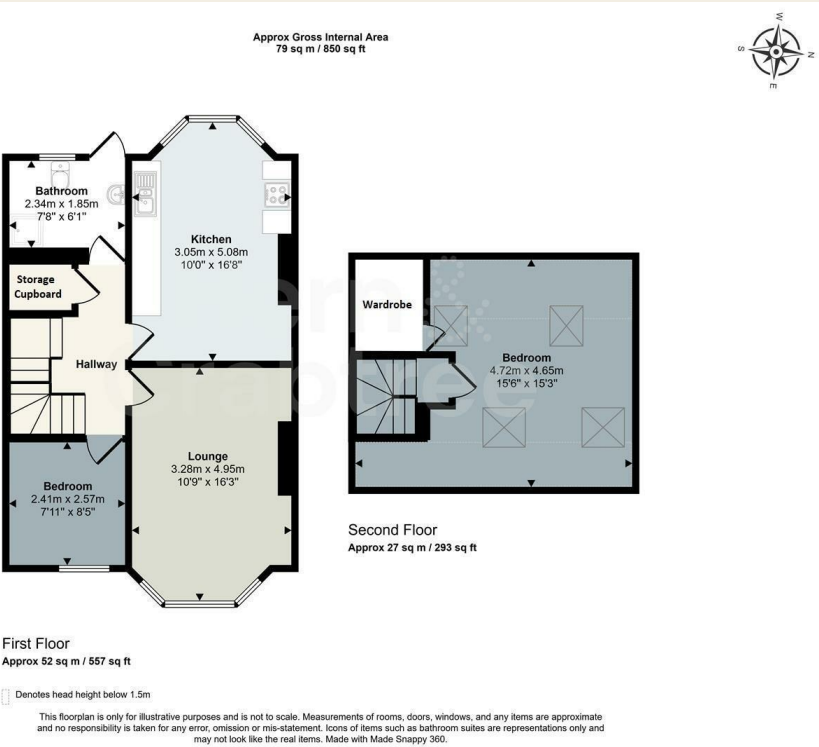 Approx Gross Internal Area
79 sq m / 850 sq ft
W
S
N
E
Bathroom
2.34m x 1.85m
7'8" x 6'1"
Kitchen
3.05m x 5.08m
10'0" x 16'8"
Storage
Cupboard
Hallway
Wardrobe
Bedroom
4.72m x 4.65m
15'6" x 15'3"
Lounge
3.28m x 4.95m
10'9" x 16'3"
Bedroom
2.41m x 2.57m
7'11" x 8'5"
Second Floor
Approx 27 sq m / 293 sq ft
First Floor
Approx 52 sq m / 557 sq ft
Denotes head height below 1.5m
This floorplan is only for illustrative purposes and is not to scale. Measurements of rooms, doors, windows, and any items are approximate
and no responsibility is taken for any error, omission or mis-statement. Icons of items such as bathroom suites are representations only and
may not look like the real items. Made with Made Snappy 360.